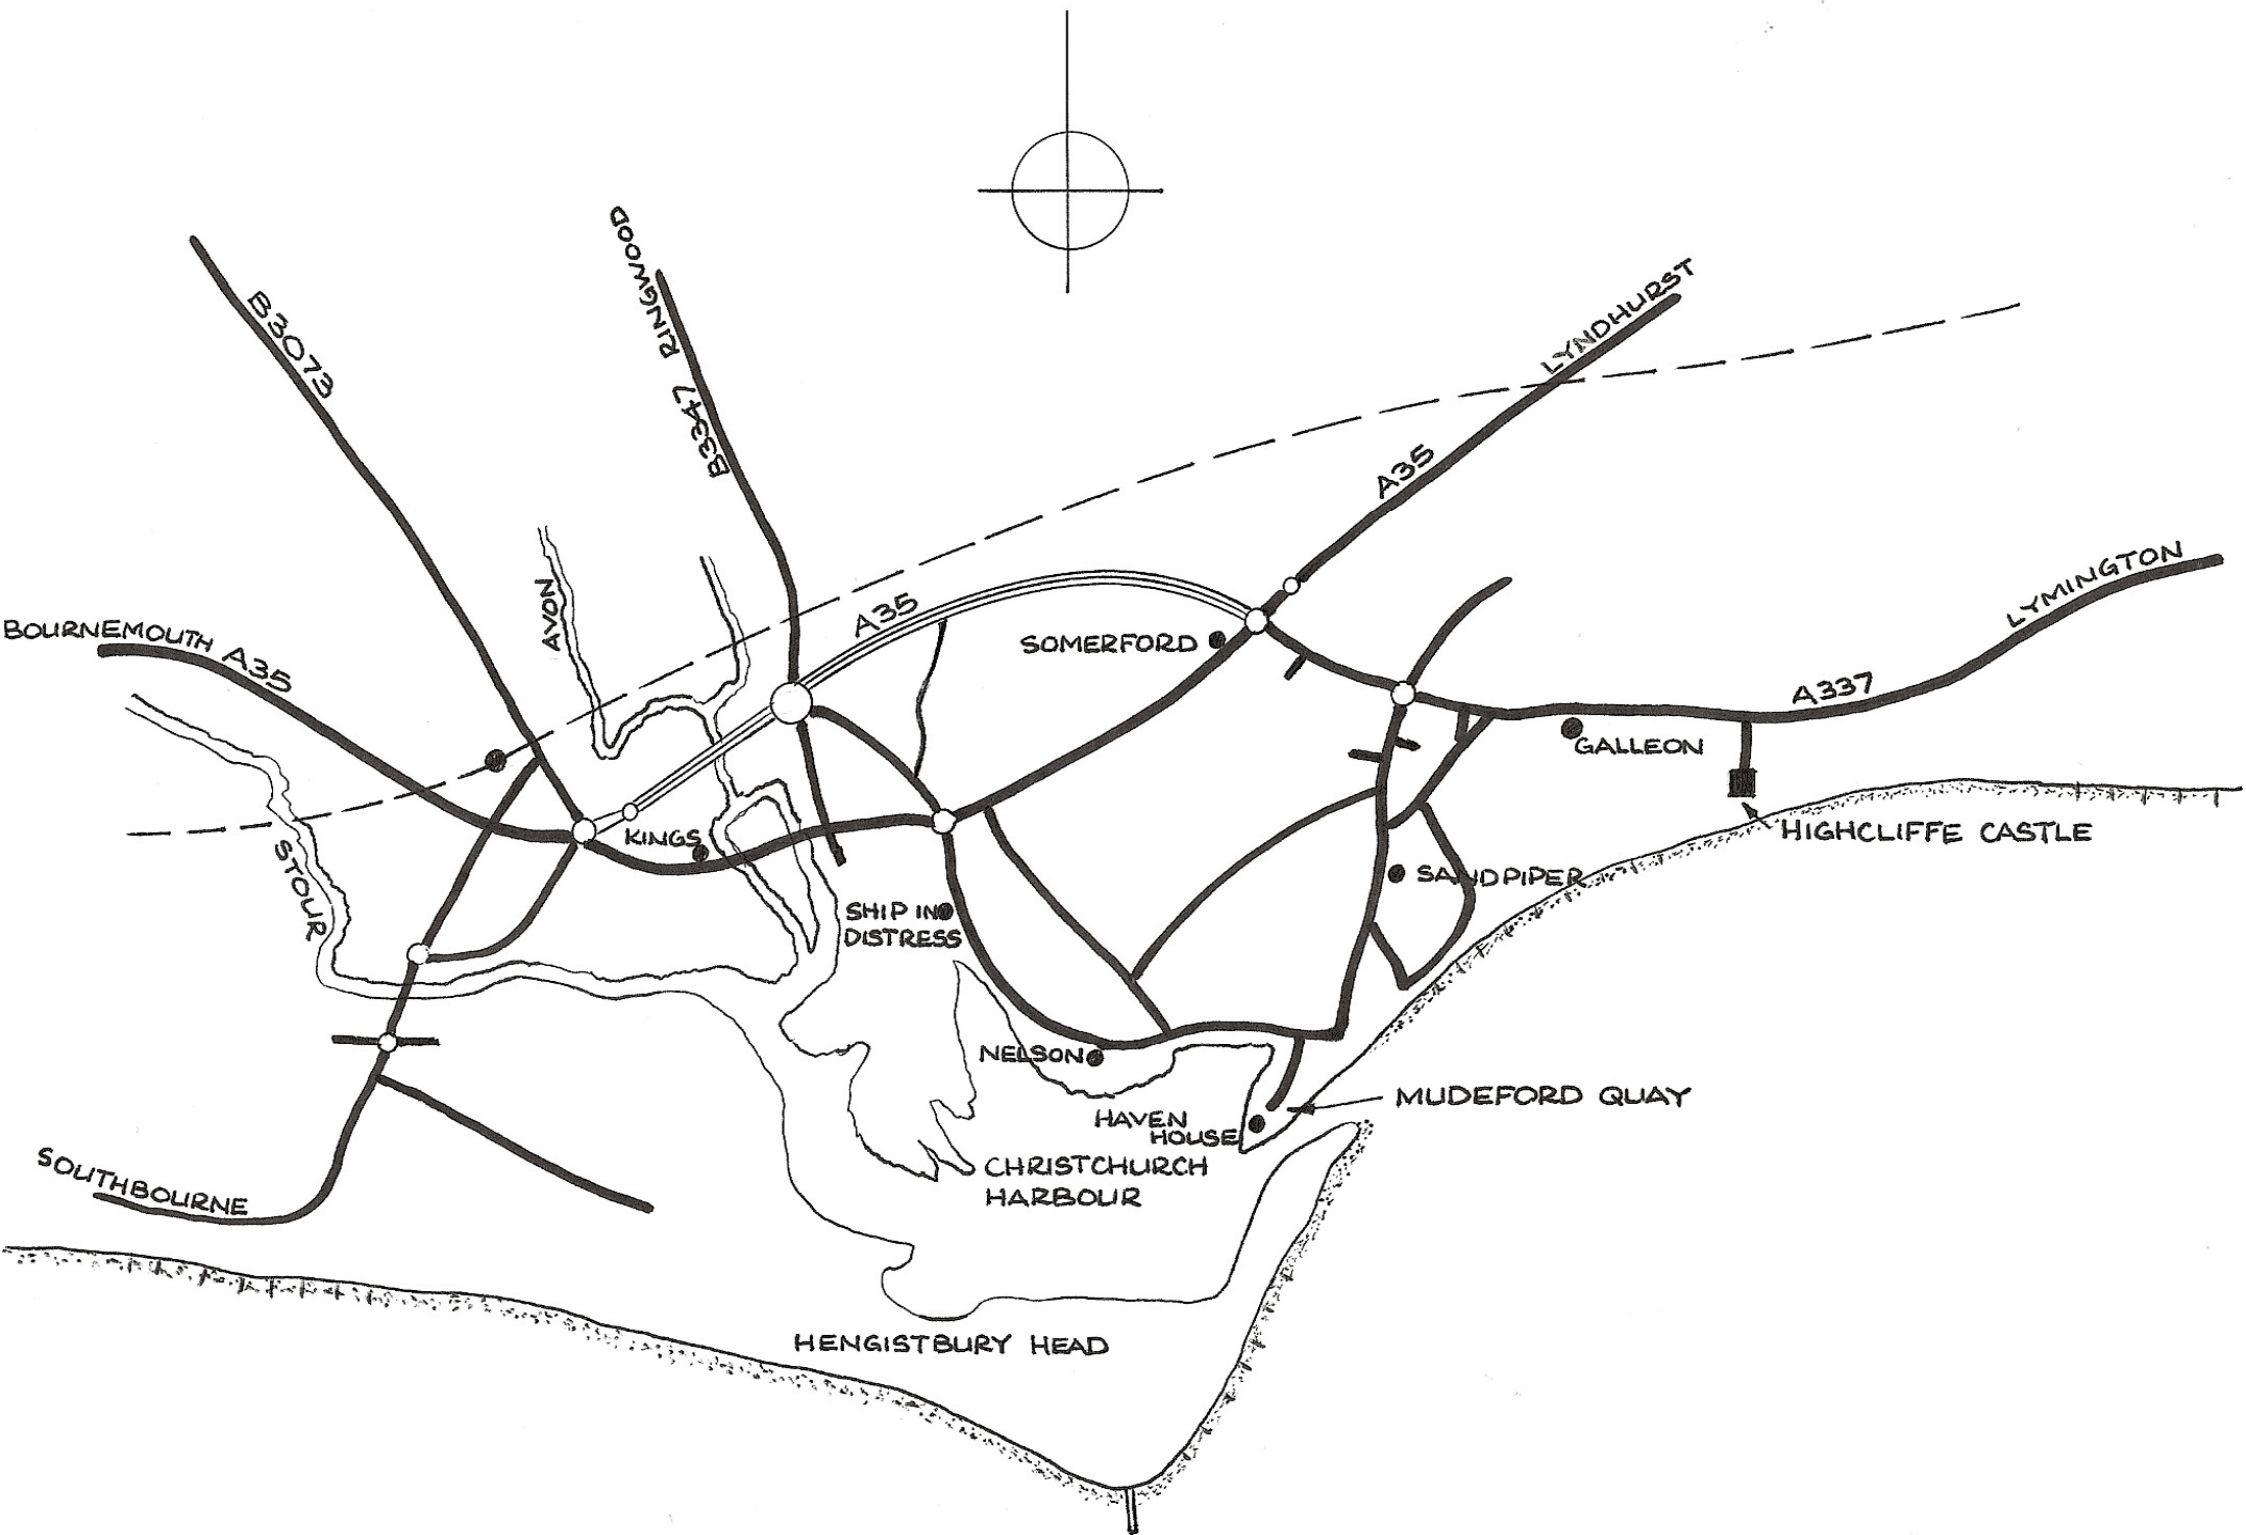 RINGWOOD
B3347
B3073
LYNDHURST
A35
LYMINGTON
AVON
A35
BOURNEMOUTH A35
SOMERFORD
A337
GALLEON
KINGS
HIGHCLIFFE CASTLE
STOUR
SANDPIPER
SHIP IN
DISTRESS
NELSON
MUDEFORD QUAY
HAVEN
HOUSE
CHRISTCHURCH
HARBOUR
SOUTHBOURNE
HENGISTBURY HEAD